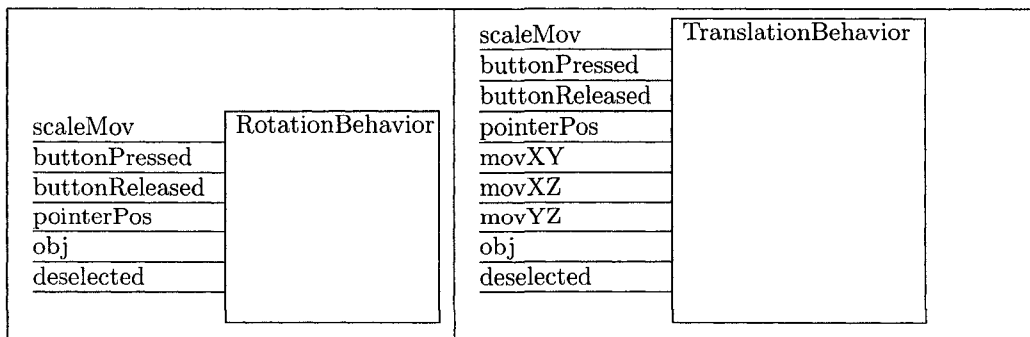 scaleMov
buttonPressed
buttonReleased
pointerPos
obj
deselected
RotationBehavior
scaleMov
buttonPressed
buttonReleased
pointerPos
movXY
movXZ
movYZ
obj
deselected
TranslationBehavior